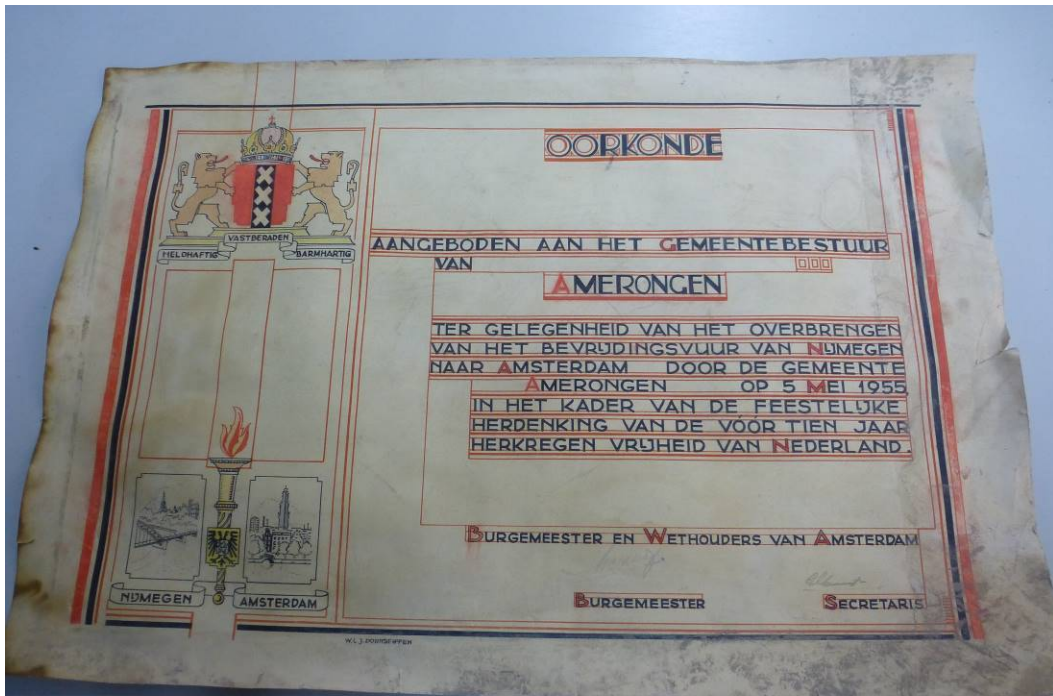 OORKONDE
AANGEBODEN AAN HET GEMEENTEBESTUUR
VAN
AMERONGEN
TER GELEGENHEID VAN HET OVERBRENGEN
VAN HET BEVRIJDINGSVUUR VAN NIJMEGEN
NAAR AMSTERDAM DOOR DE GEMEENTE
AMERONGEN OP 5 MEI 1955
IN HET KADER VAN DE FEESTELIJKE
HERDENKING VAN DE VÓÓR TIEN JAAR
HERKREGEN VRIJHEID VAN NEDERLAND.
BURGEMEESTER EN WETHOUDERS VAN AMSTERDAM
BURGEMEESTER SECRETARIS
HELDHAFTIG VASTBERADEN BARMHARTIG
NIJMEGEN AMSTERDAM
W.L.J.